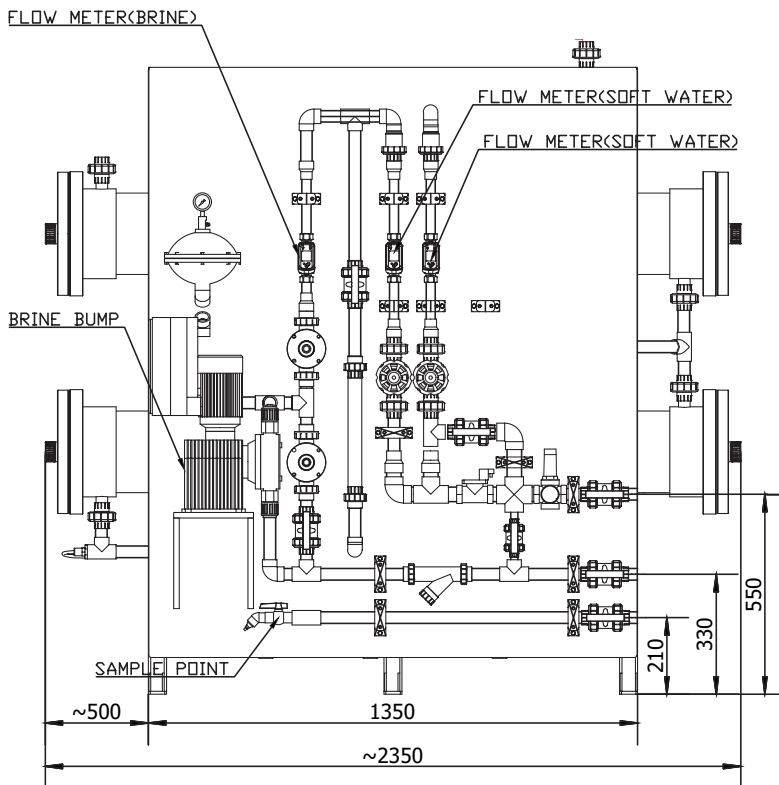 FLOW METER(BRINE)
FLOW METER(SOFT WATER)
FLOW METER(SOFT WATER)
BRINE BUMP
SAMPLE POINT
210
330
550
~500
1350
~2350